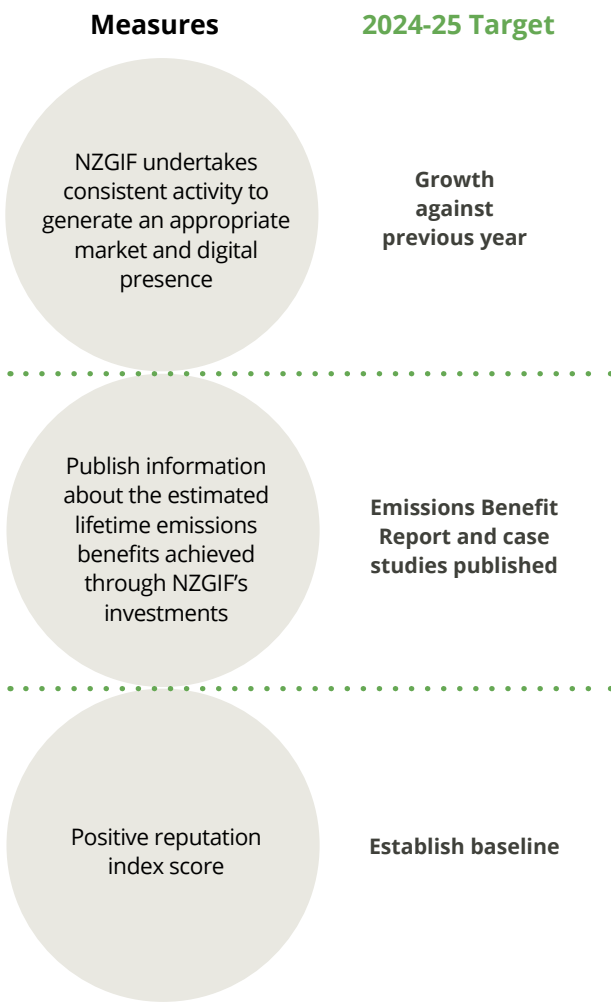 Measures
2024-25 Target
NZGIF undertakes
consistent activity to
generate an appropriate
market and digital
presence
Growth
against
previous year
Publish information
about the estimated
lifetime emissions
benefits achieved
through NZGIF’s
investments
Emissions Benefit
Report and case
studies published
Positive reputation
index score
Establish baseline